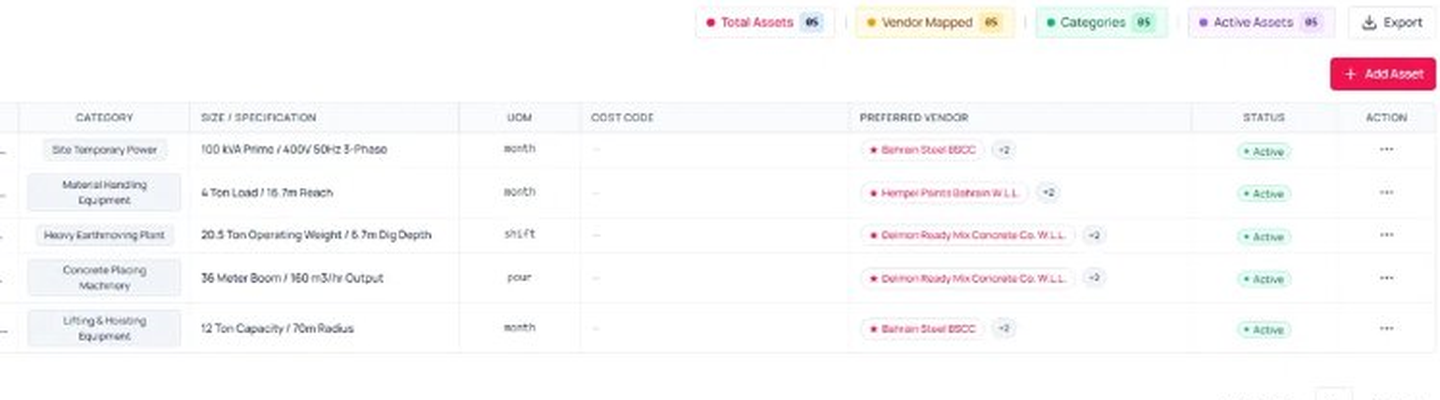 Total Assets 05 Vendor Mapped 05 Categories 05 Active Assets 05 Export
+ Add Asset
CATEGORY SIZE / SPECIFICATION UOM COST CODE PREFERRED VENDOR STATUS ACTION
Site Temporary Power 100 kVA Prime / 400V 50Hz 3-Phase month – ★ Bahrain Steel BSCC +2 Active ...
Material Handling
Equipment 4 Ton Load / 16.7m Reach month – ★ Hempel Paints Bahrain W.L.L. +2 Active ...
Heavy Earthmoving Plant 20.5 Ton Operating Weight / 6.7m Dig Depth shift – ★ Delmon Ready Mix Concrete Co. W.L.L. +2 Active ...
Concrete Placing
Machinery 36 Meter Boom / 160 m3/hr Output pour – ★ Delmon Ready Mix Concrete Co. W.L.L. +3 Active ...
Lifting & Hoisting
Equipment 12 Ton Capacity / 70m Radius month – ★ Bahrain Steel BSCC +2 Active ...